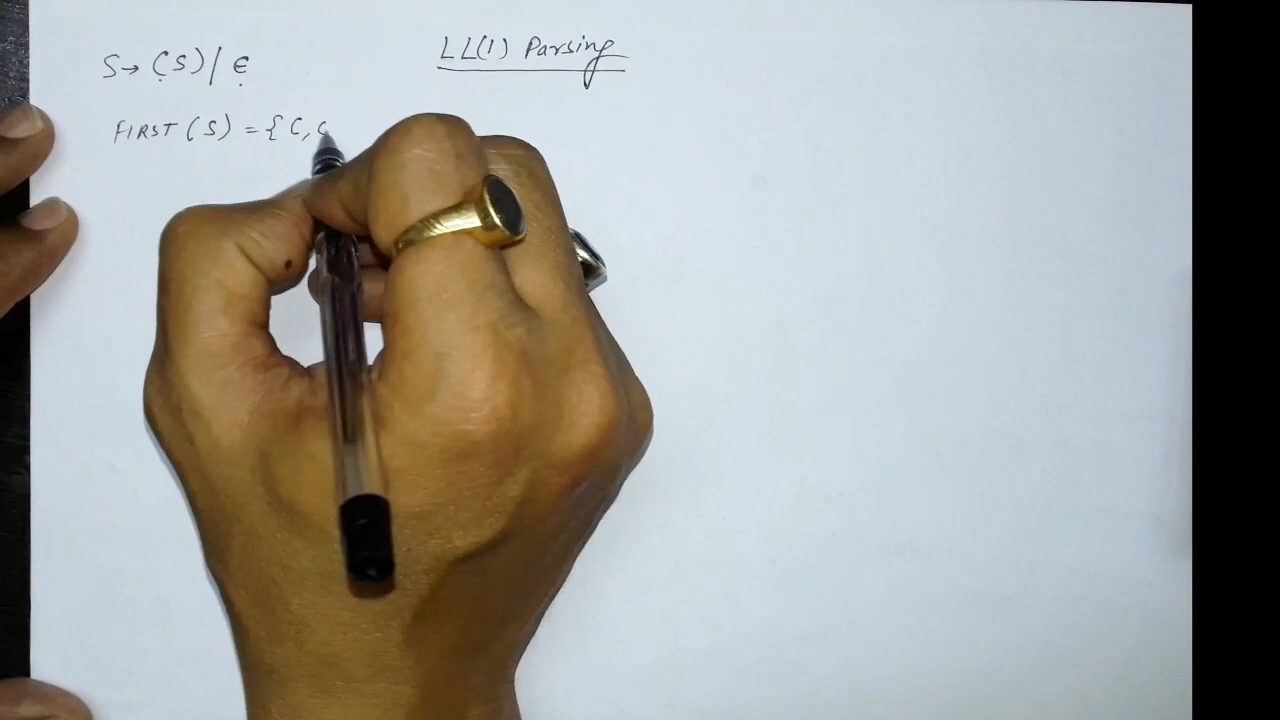 LL(1) Parsing
S → (S) / ϵ
FIRST (S) = { (,